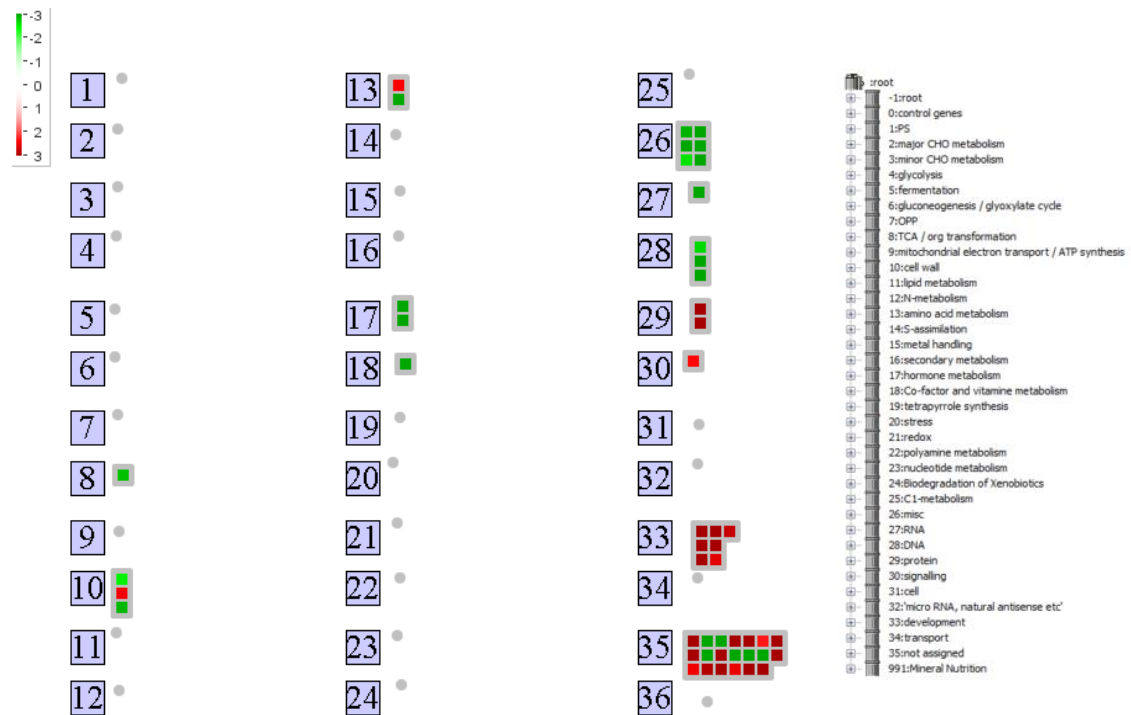 -3
-2
-1
0
1
2
3
1
2
3
4
5
6
7
8
9
10
11
12
13
14
15
16
17
18
19
20
21
22
23
24
25
26
27
28
29
30
31
32
33
34
35
36
:root
-1:root
0:control genes
1:PS
2:major CHO metabolism
3:minor CHO metabolism
4:glycolysis
5:fermentation
6:gluconeogenesis / glyoxylate cycle
7:OPP
8:TCA / org transformation
9:mitochondrial electron transport / ATP synthesis
10:cell wall
11:lipid metabolism
12:N-metabolism
13:amino acid metabolism
14:S-assimilation
15:metal handling
16:secondary metabolism
17:hormone metabolism
18:Co-factor and vitamine metabolism
19:tetrapyrrole synthesis
20:stress
21:redox
22:polyamine metabolism
23:nucleotide metabolism
24:Biodegradation of Xenobiotics
25:C1-metabolism
26:misc
27:RNA
28:DNA
29:protein
30:signalling
31:cell
32:'micro RNA, natural antisense etc'
33:development
34:transport
35:not assigned
991:Mineral Nutrition